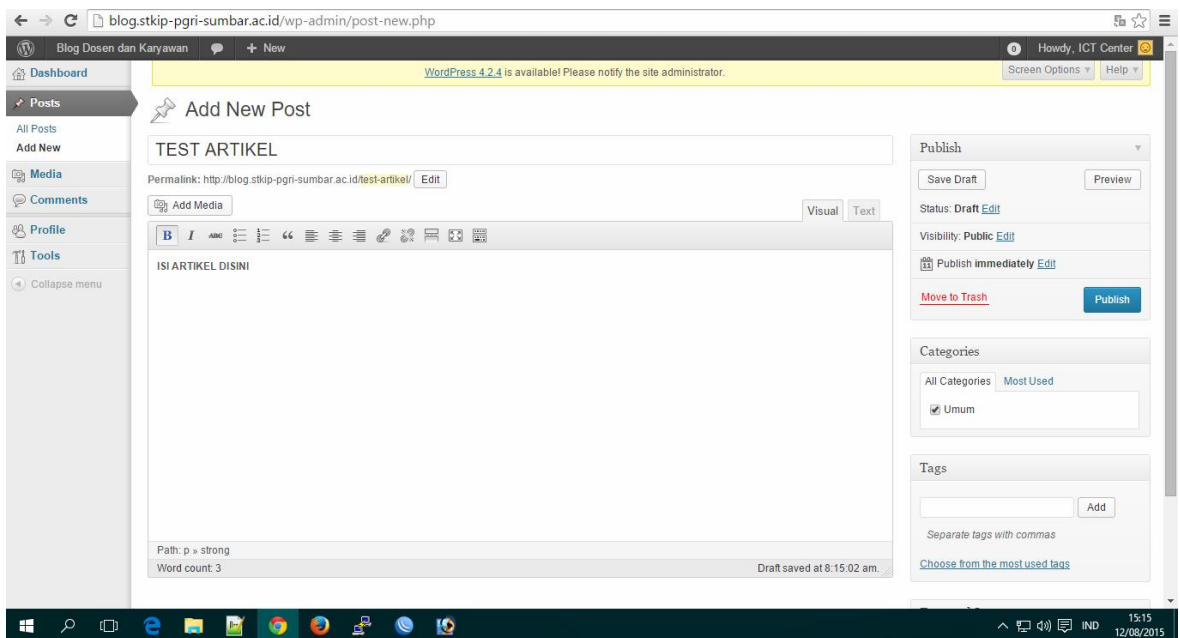 blog.stkip-pgri-sumbar.ac.id/wp-admin/post-new.php
Blog Dosen dan Karyawan + New 0 Howdy, ICT Center
Dashboard
WordPress 4.2.4 is available! Please notify the site administrator.
Screen Options Help
Posts
All Posts
Add New
Media
Comments
Profile
Tools
Collapse menu
Add New Post
TEST ARTIKEL
Permalink: http://blog.stkip-pgri-sumbar.ac.id/test-artikel/ Edit
Add Media
Visual Text
B I ABC
ISI ARTIKEL DISINI
Path: p » strong
Word count: 3 Draft saved at 8:15:02 am.
Publish
Save Draft Preview
Status: Draft Edit
Visibility: Public Edit
11 Publish immediately Edit
Move to Trash Publish
Categories
All Categories Most Used
Umum
Tags
Add
Separate tags with commas
Choose from the most used tags
IND
15:15
12/08/2015